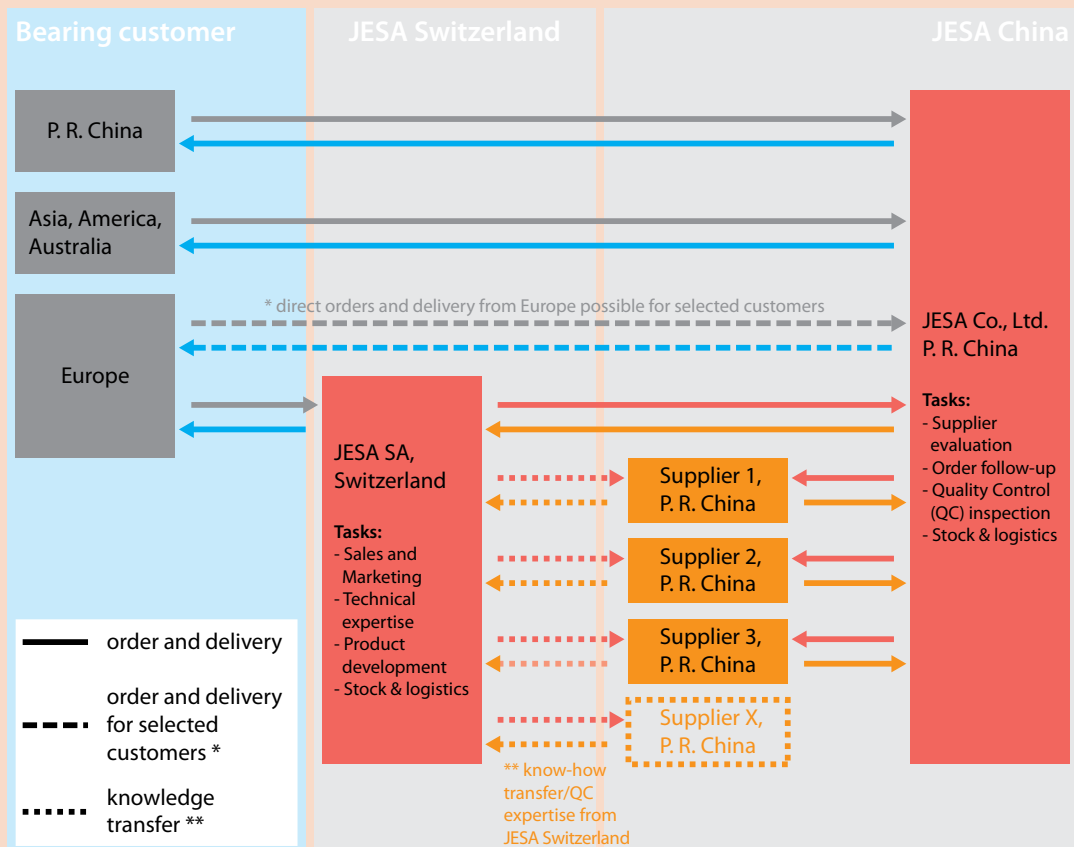 Bearing customer
JESA Switzerland
JESA China
P. R. China
Asia, America,
Australia
* direct orders and delivery from Europe possible for selected customers
Europe
JESA Co., Ltd.
P. R. China
Tasks:
- Supplier
evaluation
- Order follow-up
- Quality Control
(QC) inspection
- Stock & logistics
JESA SA,
Switzerland
Tasks:
- Sales and
Marketing
- Technical
expertise
- Product
development
- Stock & logistics
Supplier 1,
P. R. China
Supplier 2,
P. R. China
Supplier 3,
P. R. China
Supplier X,
P. R. China
** know-how
transfer/QC
expertise from
JESA Switzerland
order and delivery
order and delivery
for selected
customers *
knowledge
transfer **